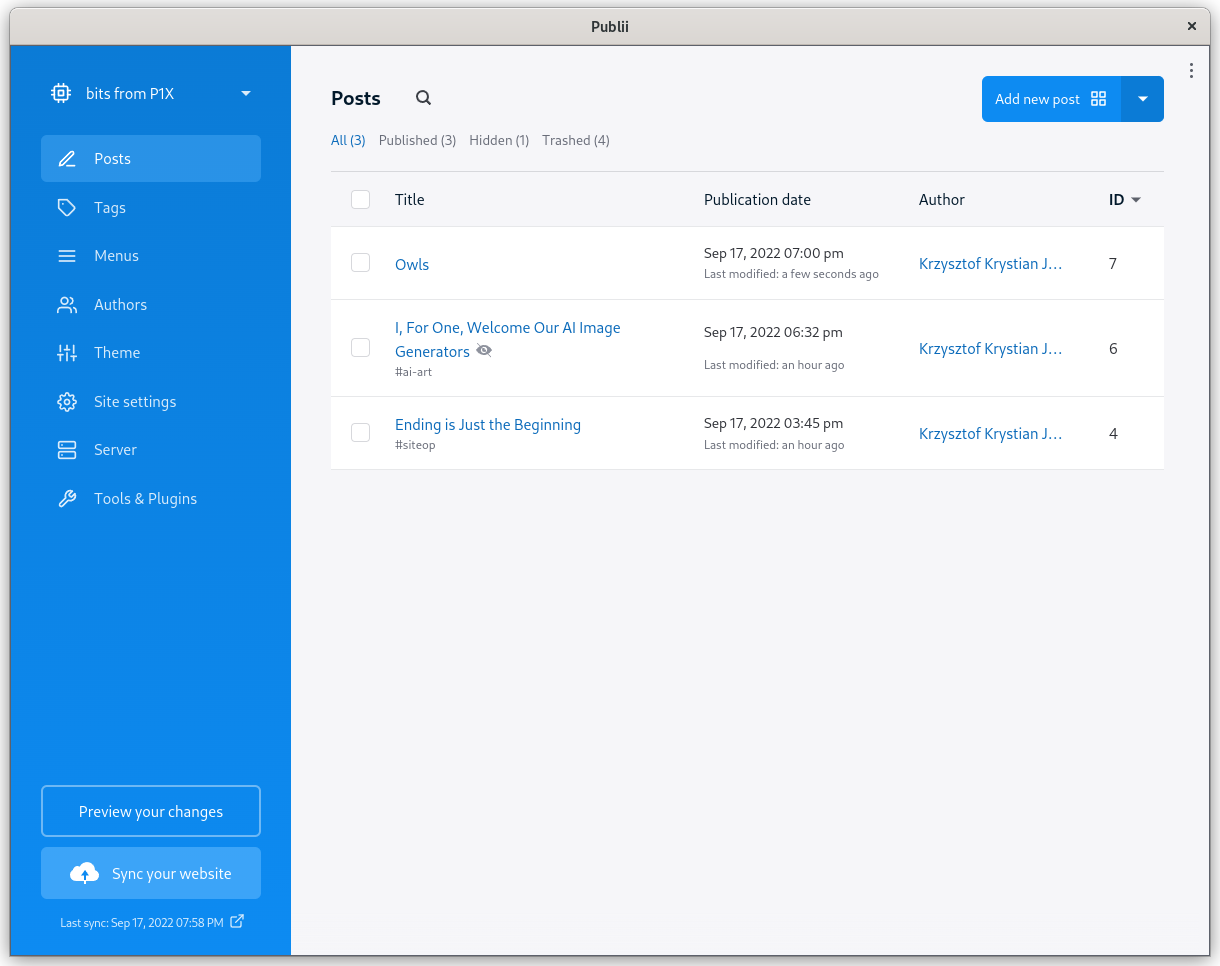 Publii
bits from P1X
Posts
Tags
Menus
Authors
Theme
Site settings
Server
Tools & Plugins
Preview your changes
Sync your website
Last sync: Sep 17, 2022 07:58 PM
Posts
Add new post
All (3) Published (3) Hidden (1) Trashed (4)
Title Publication date Author ID
Owls
Sep 17, 2022 07:00 pm
Last modified: a few seconds ago
Krzysztof Krystian J…
7
I, For One, Welcome Our AI Image
Generators
#ai-art
Sep 17, 2022 06:32 pm
Last modified: an hour ago
Krzysztof Krystian J…
6
Ending is Just the Beginning
#siteop
Sep 17, 2022 03:45 pm
Last modified: an hour ago
Krzysztof Krystian J…
4